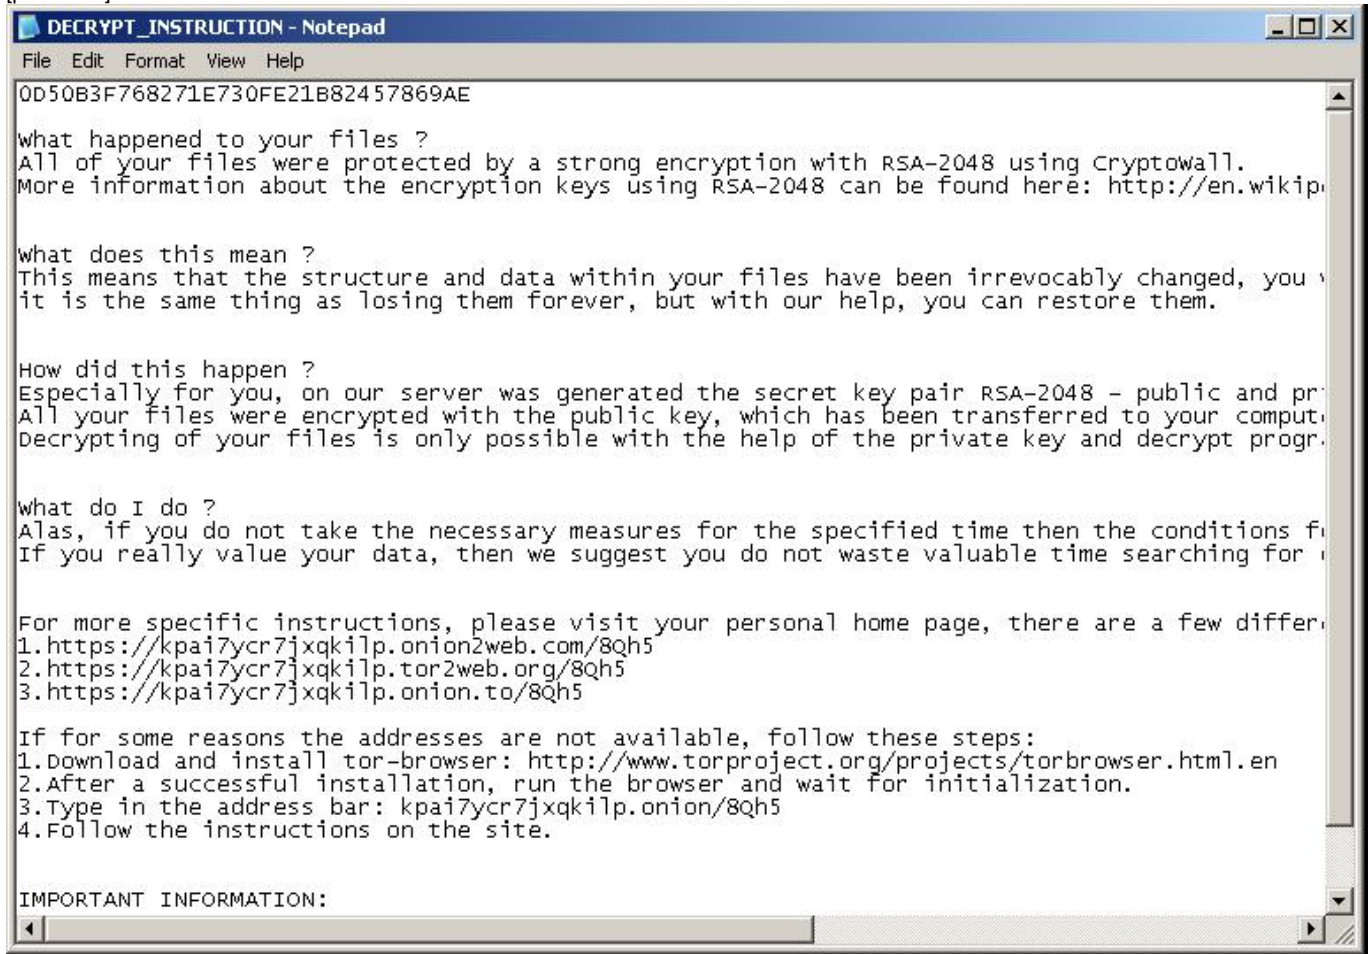 DECRYPT_INSTRUCTION - Notepad
File Edit Format View Help
0D50B3F768271E730FE21B82457869AE
What happened to your files ?
All of your files were protected by a strong encryption with RSA-2048 using CryptoWall.
More information about the encryption keys using RSA-2048 can be found here: http://en.wikip
What does this mean ?
This means that the structure and data within your files have been irrevocably changed, you
it is the same thing as losing them forever, but with our help, you can restore them.
How did this happen ?
Especially for you, on our server was generated the secret key pair RSA-2048 - public and pr
All your files were encrypted with the public key, which has been transferred to your comput
Decrypting of your files is only possible with the help of the private key and decrypt progr
What do I do ?
Alas, if you do not take the necessary measures for the specified time then the conditions f
If you really value your data, then we suggest you do not waste valuable time searching for
For more specific instructions, please visit your personal home page, there are a few differ
1.https://kpai7ycr7jxqkilp.onion2web.com/8Qh5
2.https://kpai7ycr7jxqkilp.tor2web.org/8Qh5
3.https://kpai7ycr7jxqkilp.onion.to/8Qh5
If for some reasons the addresses are not available, follow these steps:
1.Download and install tor-browser: http://www.torproject.org/projects/torbrowser.html.en
2.After a successful installation, run the browser and wait for initialization.
3.Type in the address bar: kpai7ycr7jxqkilp.onion/8Qh5
4.Follow the instructions on the site.
IMPORTANT INFORMATION: